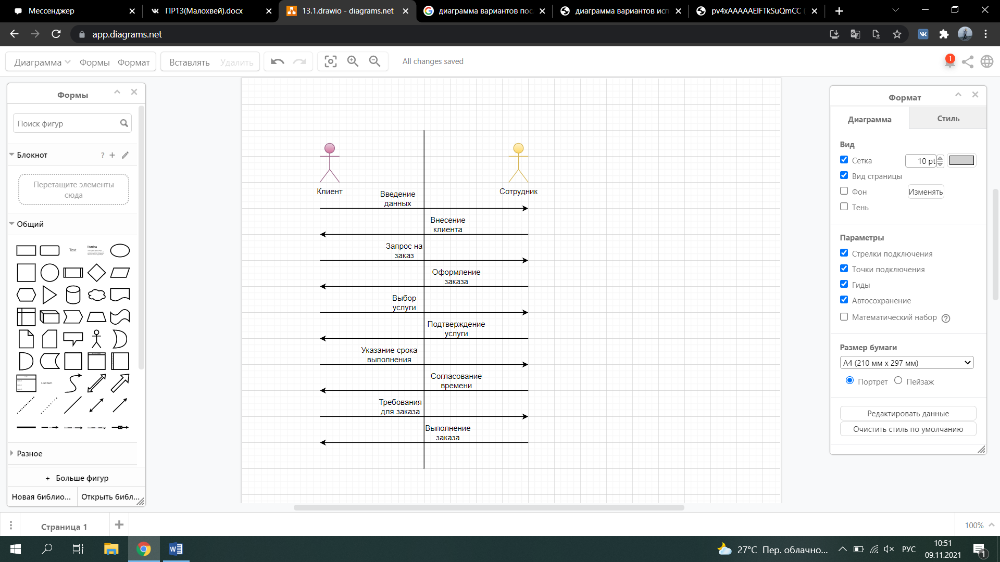 Мессенджер
ПР13(Малохвей).docx
13.1.drawio - diagrams.net
диаграмма вариантов пос
диаграмма вариантов исп
pv4xAAAAAEIFTkSuQmCC (
app.diagrams.net
Диаграмма
Формы
Формат
Вставлять
Удалить
All changes saved
1
Формы
Поиск фигур
Блокнот
?
Перетащите элементы
сюда
Общий
Text
Heading
List Item
Разное
+ Больше фигур
Новая библио...
Открыть библ...
Клиент
Сотрудник
Введение
данных
Внесение
клиента
Запрос на
заказ
Оформление
заказа
Выбор
услуги
Подтверждение
услуги
Указание срока
выполнения
Согласование
времени
Требования
для заказа
Выполнение
заказа
Формат
Диаграмма
Стиль
Вид
Сетка
10 pt
Вид страницы
Фон
Изменять
Тень
Параметры
Стрелки подключения
Точки подключения
Гиды
Автосохранение
Математический набор
?
Размер бумаги
A4 (210 мм x 297 мм)
Портрет
Пейзаж
Редактировать данные
Очистить стиль по умолчанию
Страница 1
100%
27°C Пер. облачно...
РУС
10:51
09.11.2021
1